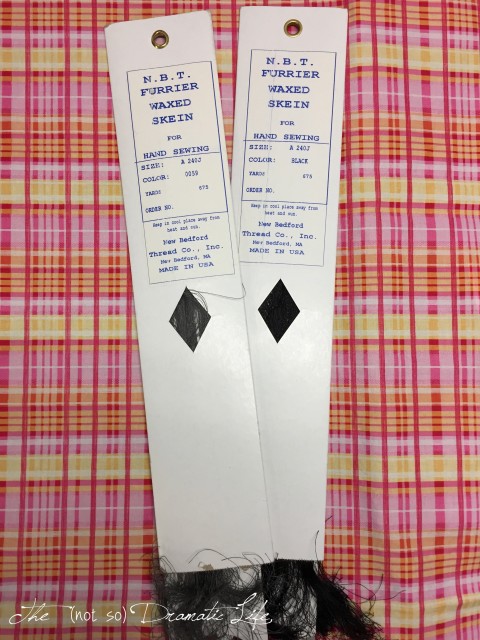 N.B.T.
FURRIER
WAXED
SKEIN
FOR
HAND SEWING
SIZE: A 240J
COLOR: 0259
YARDS 675
ORDER NO.
Keep in cool place away from
heat and sun.
New Bedford
Thread Co., Inc.
New Bedford, MA
MADE IN USA
N.B.T.
FURRIER
WAXED
SKEIN
FOR
HAND SEWING
SIZE: A 240J
COLOR: BLACK
YARDS 675
ORDER NO.
Keep in cool place away from
heat and sun.
New Bedford
Thread Co., Inc.
New Bedford, MA
MADE IN USA
The (not so) Dramatic Life